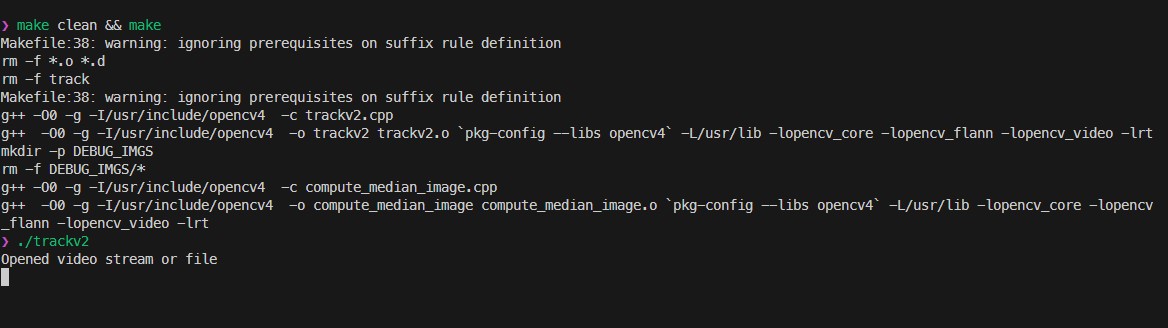 ❯ make clean && make
Makefile:38: warning: ignoring prerequisites on suffix rule definition
rm -f *.o *.d
rm -f track
Makefile:38: warning: ignoring prerequisites on suffix rule definition
g++ -O0 -g -I/usr/include/opencv4  -c trackv2.cpp
g++  -O0 -g -I/usr/include/opencv4  -o trackv2 trackv2.o `pkg-config --libs opencv4` -L/usr/lib -lopencv_core -lopencv_flann -lopencv_video -lrt
mkdir -p DEBUG_IMGS
rm -f DEBUG_IMGS/*
g++ -O0 -g -I/usr/include/opencv4  -c compute_median_image.cpp
g++  -O0 -g -I/usr/include/opencv4  -o compute_median_image compute_median_image.o `pkg-config --libs opencv4` -L/usr/lib -lopencv_core -lopencv
_flann -lopencv_video -lrt
❯ ./trackv2
Opened video stream or file